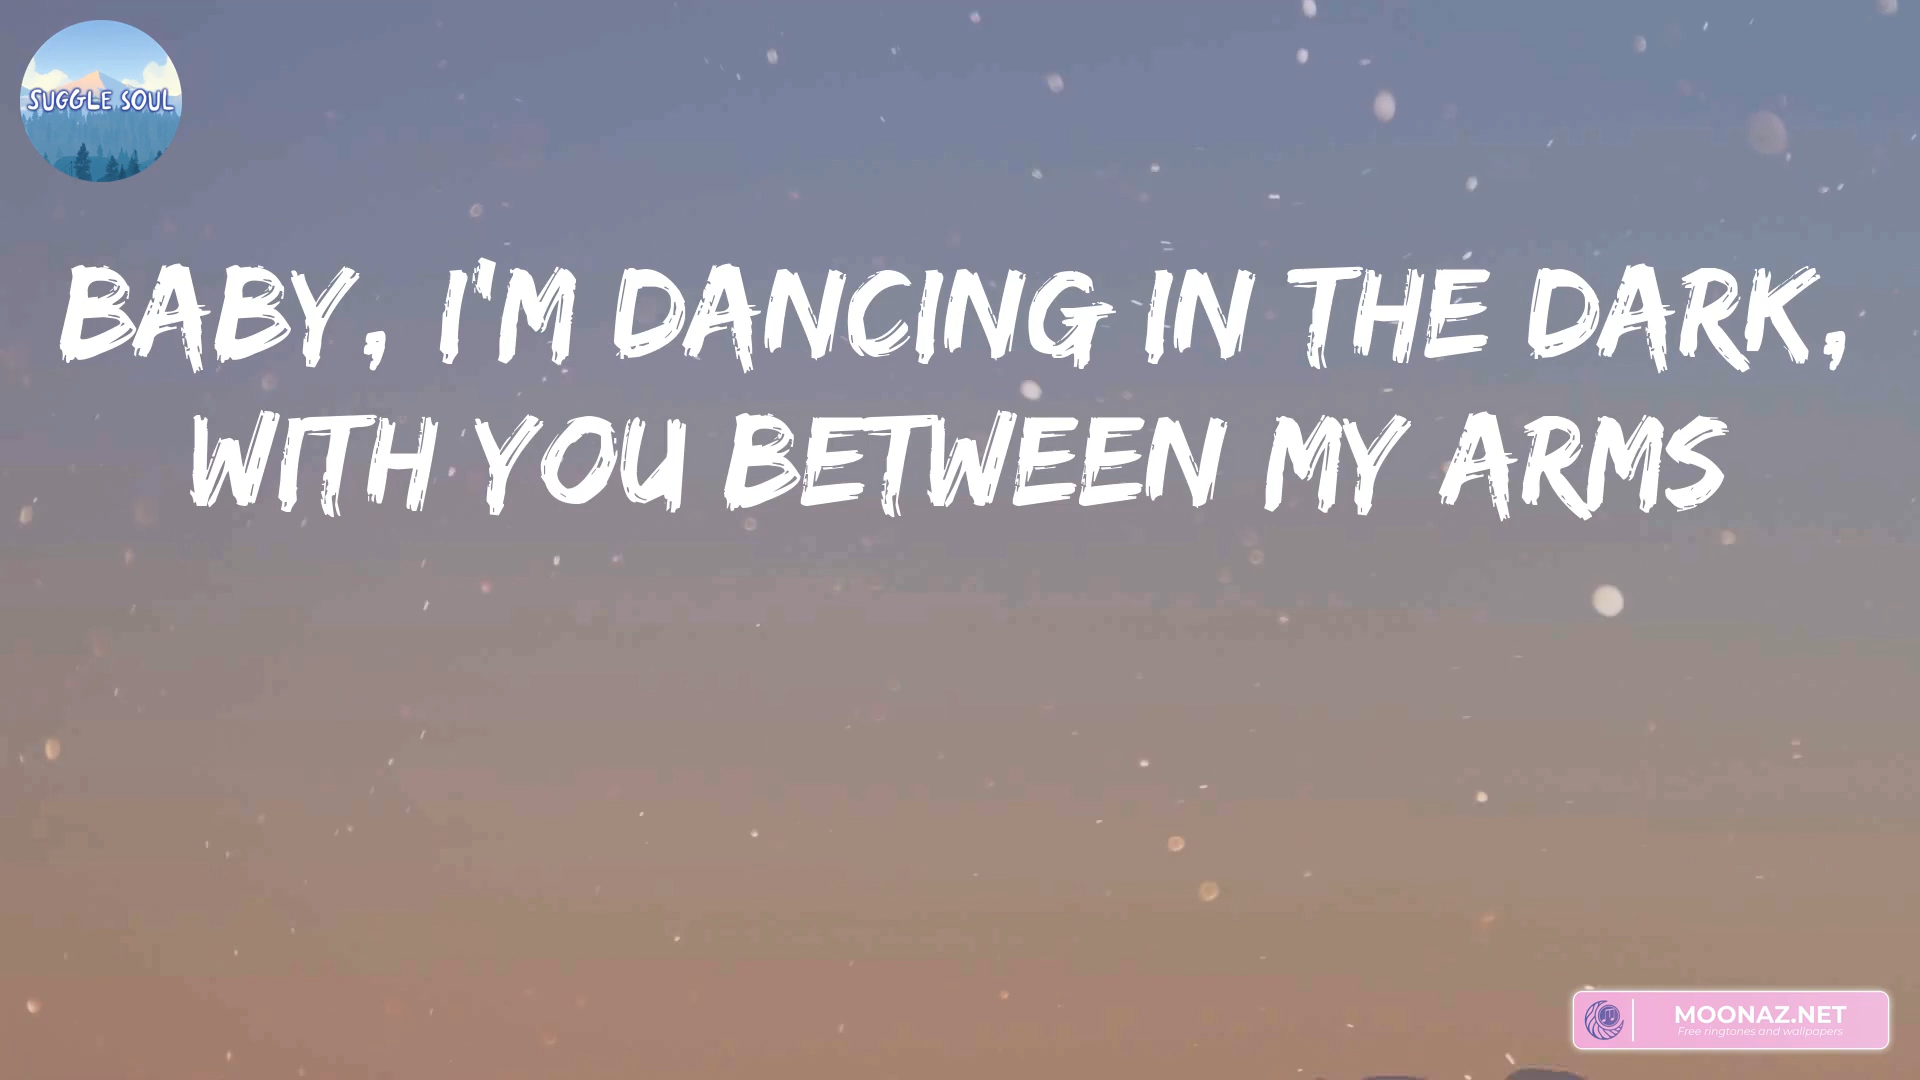 SUGGLE SOUL
BABY, I'M DANCING IN THE DARK,
WITH YOU BETWEEN MY ARMS
MOONAZ.NET
Free ringtones and wallpapers